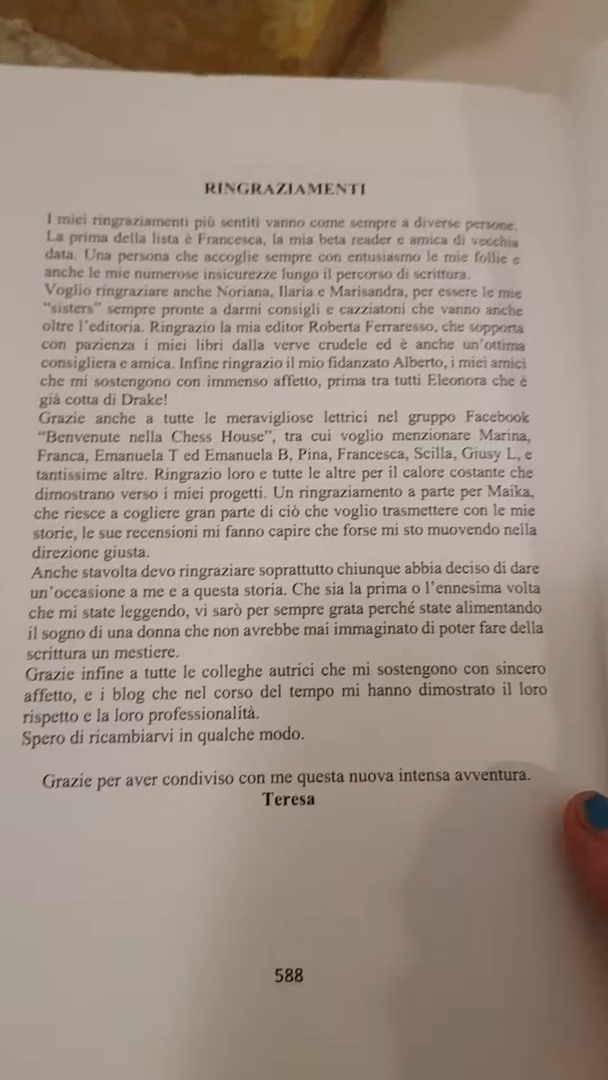 RINGRAZIAMENTI
I miei ringraziamenti più sentiti vanno come sempre a diverse persone.
La prima della lista è Francesca, la mia beta reader e amica di vecchia
data. Una persona che accoglie sempre con entusiasmo le mie follie e
anche le mie numerose insicurezze lungo il percorso di scrittura.
Voglio ringraziare anche Noriana, Ilaria e Marisandra, per essere le mie
"sisters" sempre pronte a darmi consigli e cazziatoni che vanno anche
oltre l'editoria. Ringrazio la mia editor Roberta Ferraresso, che sopporta
con pazienza i miei libri dalla verve crudele ed è anche un'ottima
consigliera e amica. Infine ringrazio il mio fidanzato Alberto, i miei amici
che mi sostengono con immenso affetto, prima tra tutti Eleonora che è
già cotta di Drake!
Grazie anche a tutte le meravigliose lettrici nel gruppo Facebook
"Benvenute nella Chess House", tra cui voglio menzionare Marina,
Franca, Emanuela T ed Emanuela B, Pina, Francesca, Scilla, Giusy L, e
tantissime altre. Ringrazio loro e tutte le altre per il calore costante che
dimostrano verso i miei progetti. Un ringraziamento a parte per Maika,
che riesce a cogliere gran parte di ciò che voglio trasmettere con le mie
storie, le sue recensioni mi fanno capire che forse mi sto muovendo nella
direzione giusta.
Anche stavolta devo ringraziare soprattutto chiunque abbia deciso di dare
un'occasione a me e a questa storia. Che sia la prima o l'ennesima volta
che mi state leggendo, vi sarò per sempre grata perché state alimentando
il sogno di una donna che non avrebbe mai immaginato di poter fare della
scrittura un mestiere.
Grazie infine a tutte le colleghe autrici che mi sostengono con sincero
affetto, e i blog che nel corso del tempo mi hanno dimostrato il loro
rispetto e la loro professionalità.
Spero di ricambiarvi in qualche modo.
Grazie per aver condiviso con me questa nuova intensa avventura.
Teresa
588